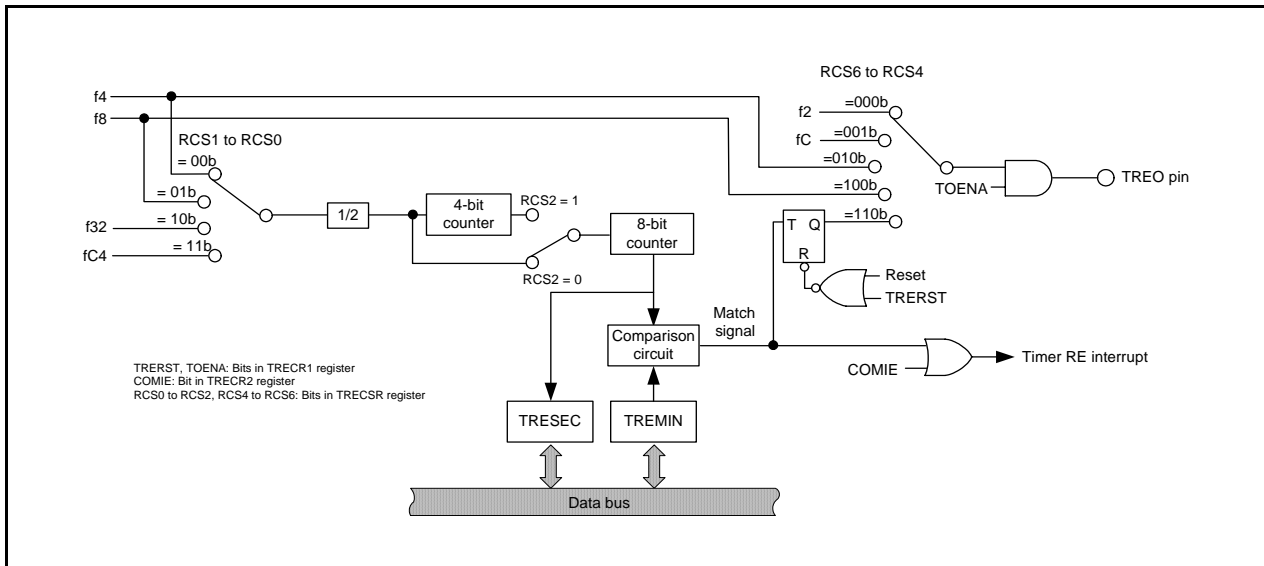 RCS6 to RCS4
f4
f8
f2
=000b
fC
=001b
=010b
=100b
=110b
TOENA
TREO pin
RCS1 to RCS0
= 00b
= 01b
f32
= 10b
fC4
= 11b
1/2
4-bit
counter
RCS2 = 1
RCS2 = 0
8-bit
counter
T
Q
R
Reset
TRERST
Match
signal
Comparison
circuit
COMIE
Timer RE interrupt
TRERST, TOENA: Bits in TRECR1 register
COMIE: Bit in TRECR2 register
RCS0 to RCS2, RCS4 to RCS6: Bits in TRECSR register
TRESEC
TREMIN
Data bus